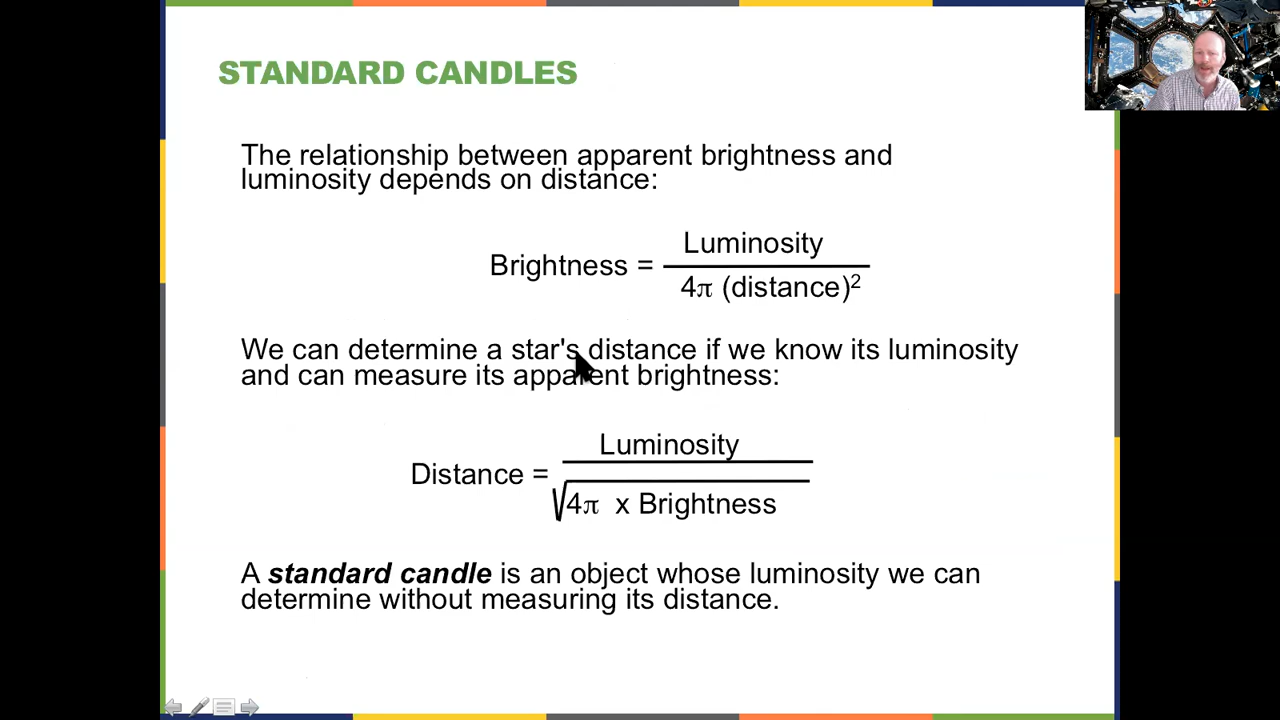 STANDARD CANDLES
The relationship between apparent brightness and
luminosity depends on distance:
Brightness = Luminosity / 4π (distance)²
We can determine a star's distance if we know its luminosity
and can measure its apparent brightness:
Distance = Luminosity / √4π x Brightness
A standard candle is an object whose luminosity we can
determine without measuring its distance.